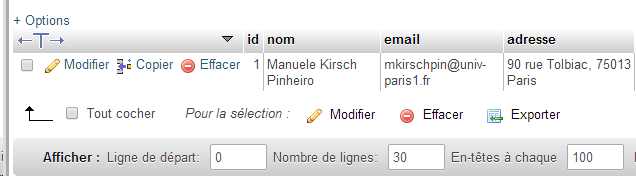 + Options
id nom email adresse
Modifier Copier Effacer 1 Manuele Kirsch mkirschpin@univ- 90 rue Tolbiac, 75013
Pinheiro paris1.fr Paris
Tout cocher Pour la sélection : Modifier Effacer Exporter
Afficher : Ligne de départ: 0 Nombre de lignes: 30 En-têtes à chaque 100